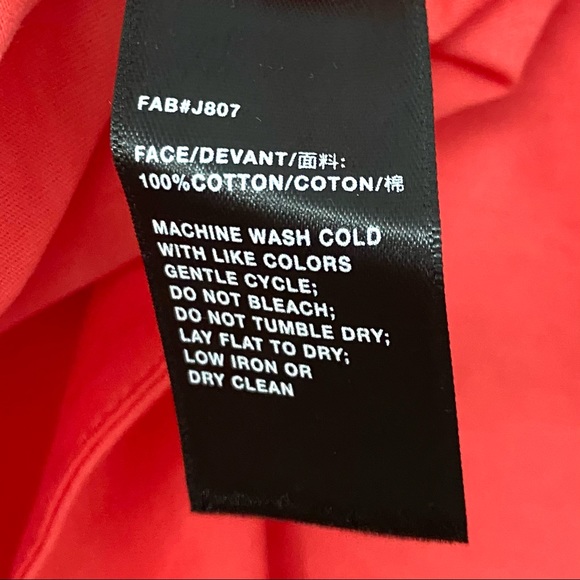 FAB#J807
FACE/DEVANT/面料:
100%COTTON/COTON/棉
MACHINE WASH COLD
WITH LIKE COLORS
GENTLE CYCLE;
DO NOT BLEACH;
DO NOT TUMBLE DRY;
LAY FLAT TO DRY;
LOW IRON OR
DRY CLEAN